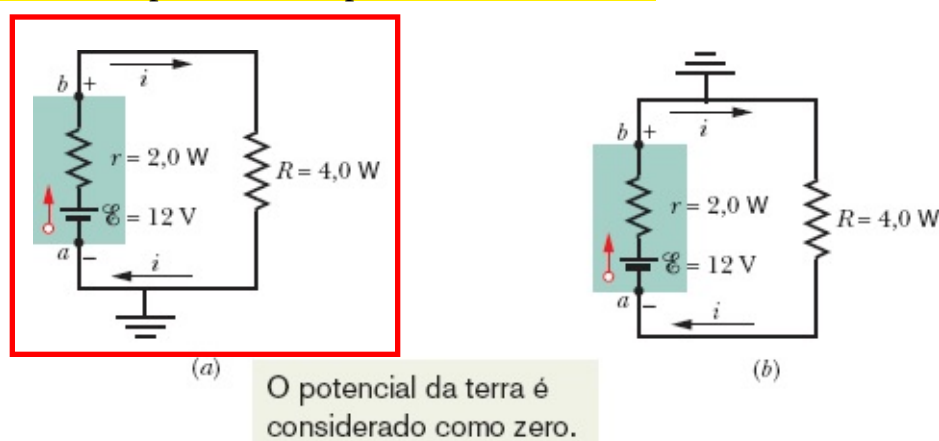 b +
i
r = 2,0 W
ℰ = 12 V
R = 4,0 W
a −
i
(a)
b +
i
r = 2,0 W
ℰ = 12 V
R = 4,0 W
a −
i
(b)
O potencial da terra é
considerado como zero.